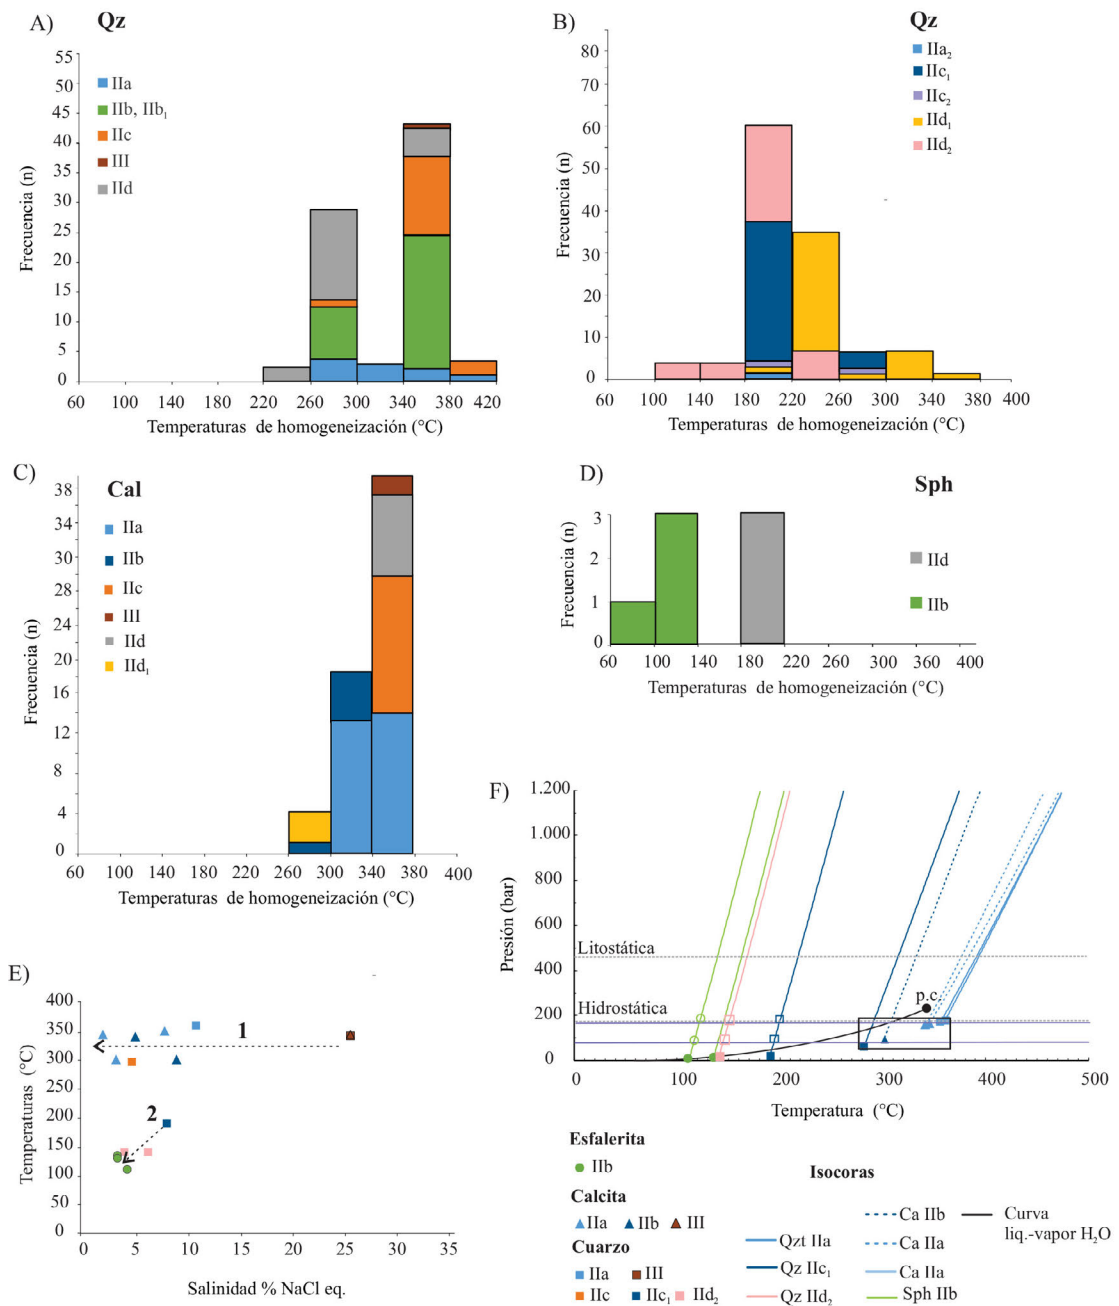 A)
Qz
55
50
45
40
35
30
25
20
15
10
5
0
Frecuencia (n)
IIa
IIb, IIb₁
IIc
III
IId
60 100 140 220 260 300 340 380 420
Temperaturas de homogeneización (°C)
B)
Qz
80
70
60
50
40
30
20
10
0
Frecuencia (n)
IIa₂
IIc₁
IIc₂
IId₁
IId₂
60 100 140 180 220 260 300 340 380 400
Temperaturas de homogeneización (°C)
C)
Cal
38
34
30
28
24
20
16
12
8
4
0
Frecuencia (n)
IIa
IIb
IIc
III
IId
IId₁
60 100 140 180 220 260 300 340 380 400
Temperaturas de homogeneización (°C)
D)
Sph
3
2
1
0
Frecuencia (n)
IId
IIb
60 100 140 180 220 260 300 360 400
Temperaturas de homogeneización (°C)
E)
400
350
300
250
200
150
100
50
0
Temperaturas (°C)
1
2
0 5 10 15 20 25 30 35
Salinidad % NaCl eq.
F)
1.200
1.000
800
600
400
200
0
Presión (bar)
Litostática
Hidrostática
p.c.
0 100 200 300 400 500
Temperatura (°C)
Esfalerita
IIb
Calcita
IIa IIb III
Cuarzo
IIa III
IIc IIc₁ IId₂
Isocoras
Qzt IIa
Qz IIc₁
Qz IId₂
Ca IIb
Ca IIa
Ca IIa
Sph IIb
Curva
liq.-vapor H₂O